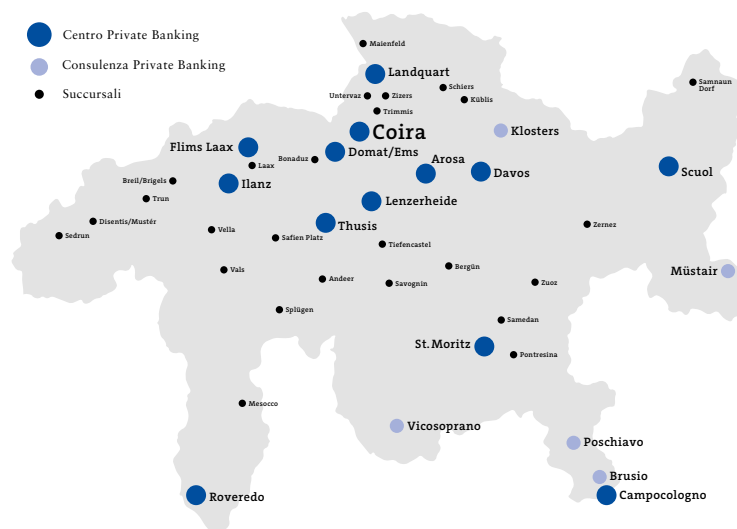 Centro Private Banking
Consulenza Private Banking
Succursali
Maienfeld
Landquart
Schiers
Samnaun
Dorf
Untervaz
Zizers
Küblis
Trimmis
Coira
Klosters
Flims Laax
Domat/Ems
Bonaduz
Arosa
Laax
Davos
Scuol
Breil/Brigels
Ilanz
Trun
Lenzerheide
Disentis/Mustér
Thusis
Zernez
Sedrun
Vella
Safien Platz
Tiefencastel
Vals
Bergün
Müstair
Andeer
Savognin
Zuoz
Splügen
Samedan
St. Moritz
Pontresina
Mesocco
Vicosoprano
Poschiavo
Brusio
Roveredo
Campocologno